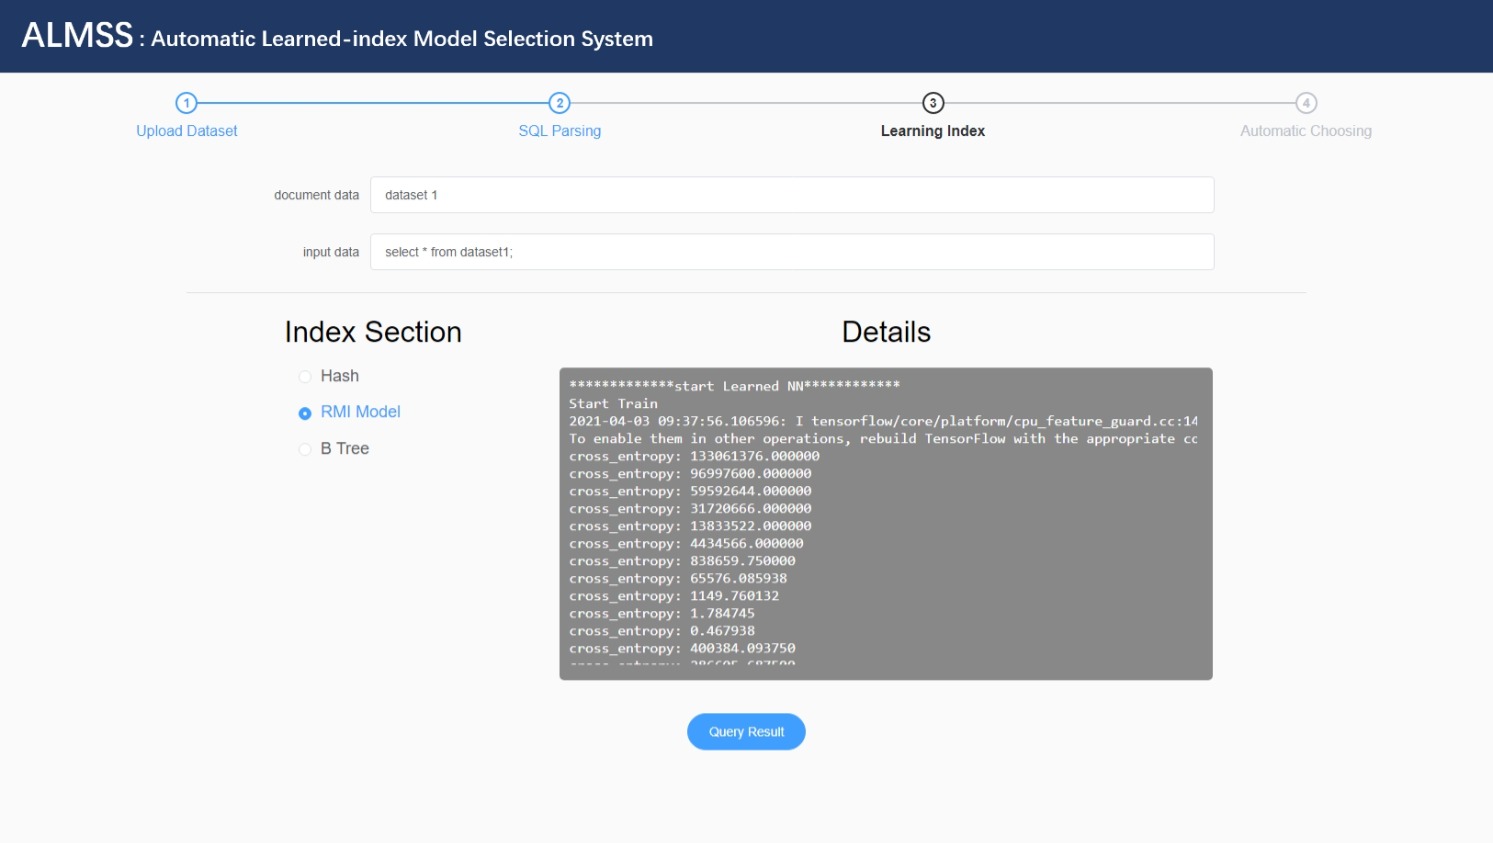 ALMSS : Automatic Learned-index Model Selection System
1 2 3 4
Upload Dataset SQL Parsing Learning Index Automatic Choosing
document data dataset 1
input data select * from dataset1;
Index Section
Hash
RMI Model
B Tree
Details
*************start Learned NN************
Start Train
2021-04-03 09:37:56.106596: I tensorflow/core/platform/cpu_feature_guard.cc:14
To enable them in other operations, rebuild TensorFlow with the appropriate cc
cross_entropy: 133061376.000000
cross_entropy: 96997600.000000
cross_entropy: 59592644.000000
cross_entropy: 31720666.000000
cross_entropy: 13833522.000000
cross_entropy: 4434566.000000
cross_entropy: 838659.750000
cross_entropy: 65576.085938
cross_entropy: 1149.760132
cross_entropy: 1.784745
cross_entropy: 0.467938
cross_entropy: 400384.093750
Query Result